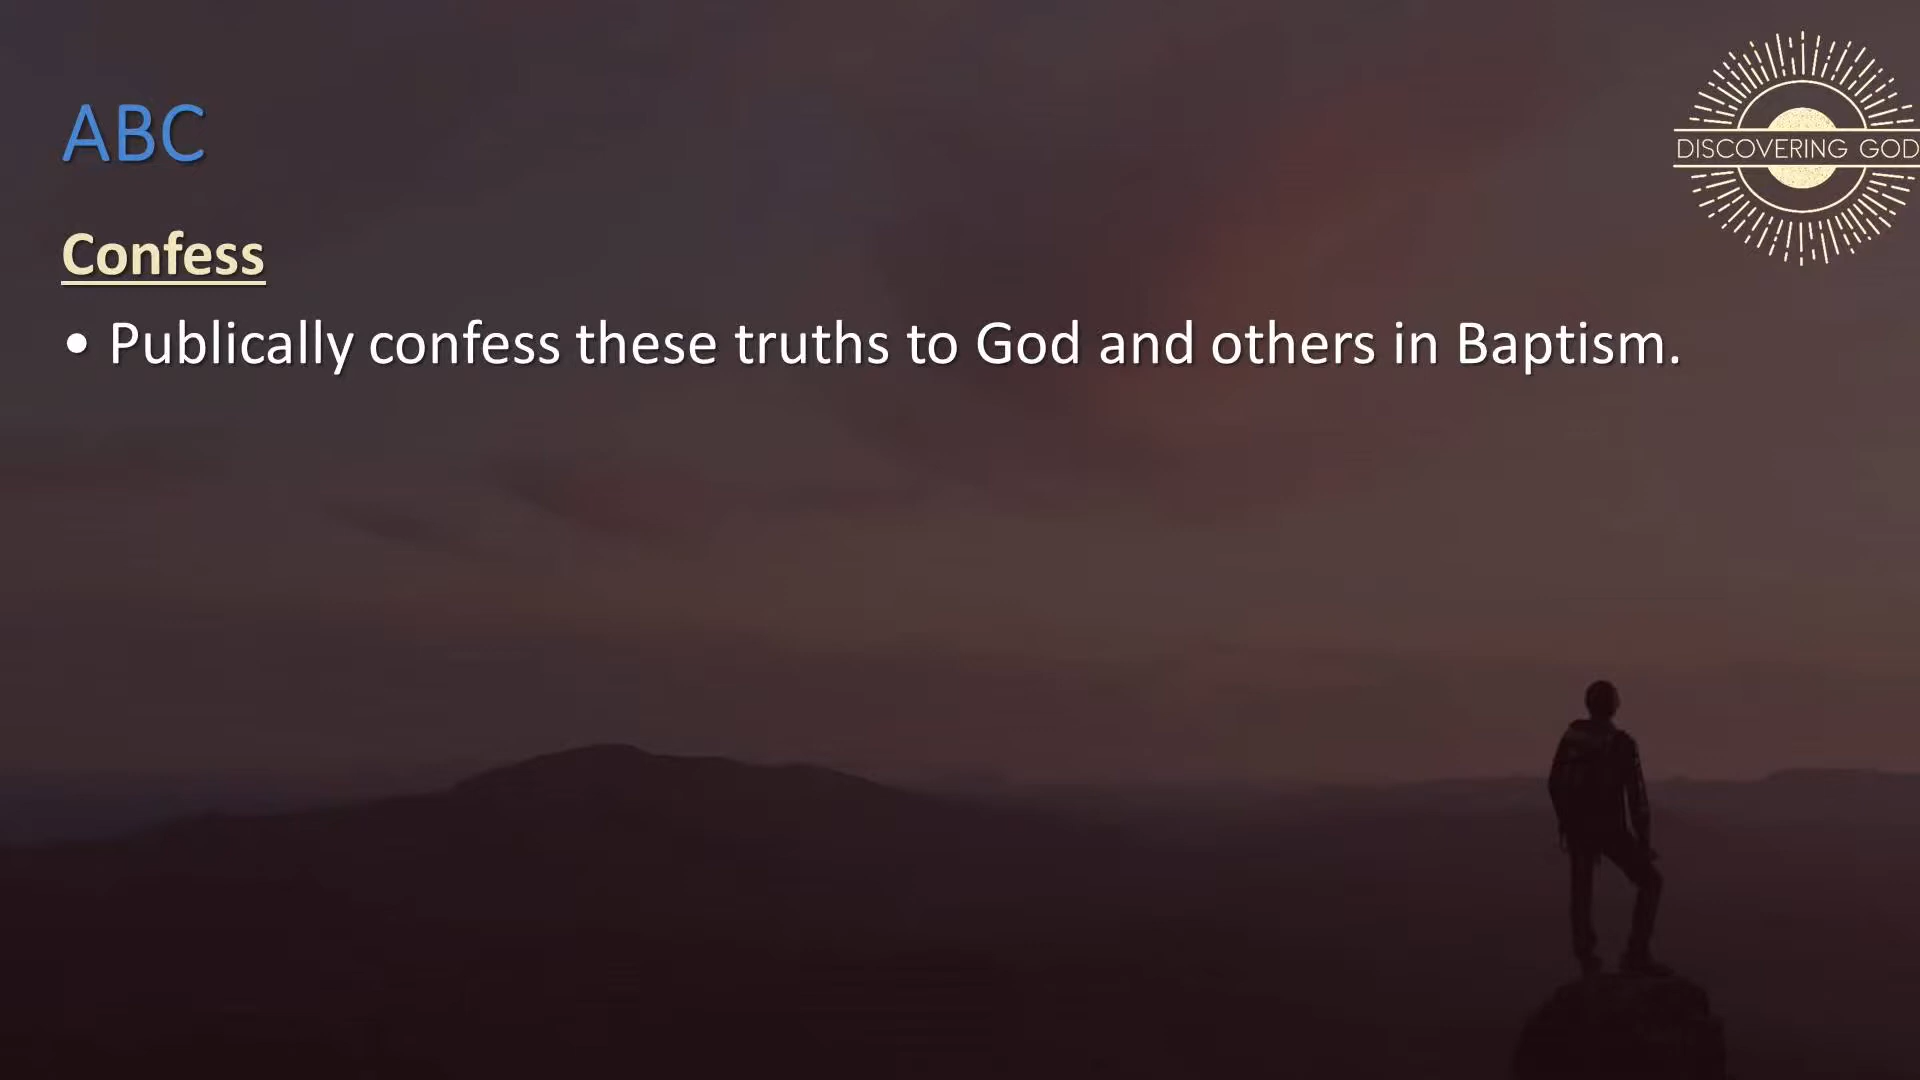 ABC
DISCOVERING GOD
Confess
• Publically confess these truths to God and others in Baptism.